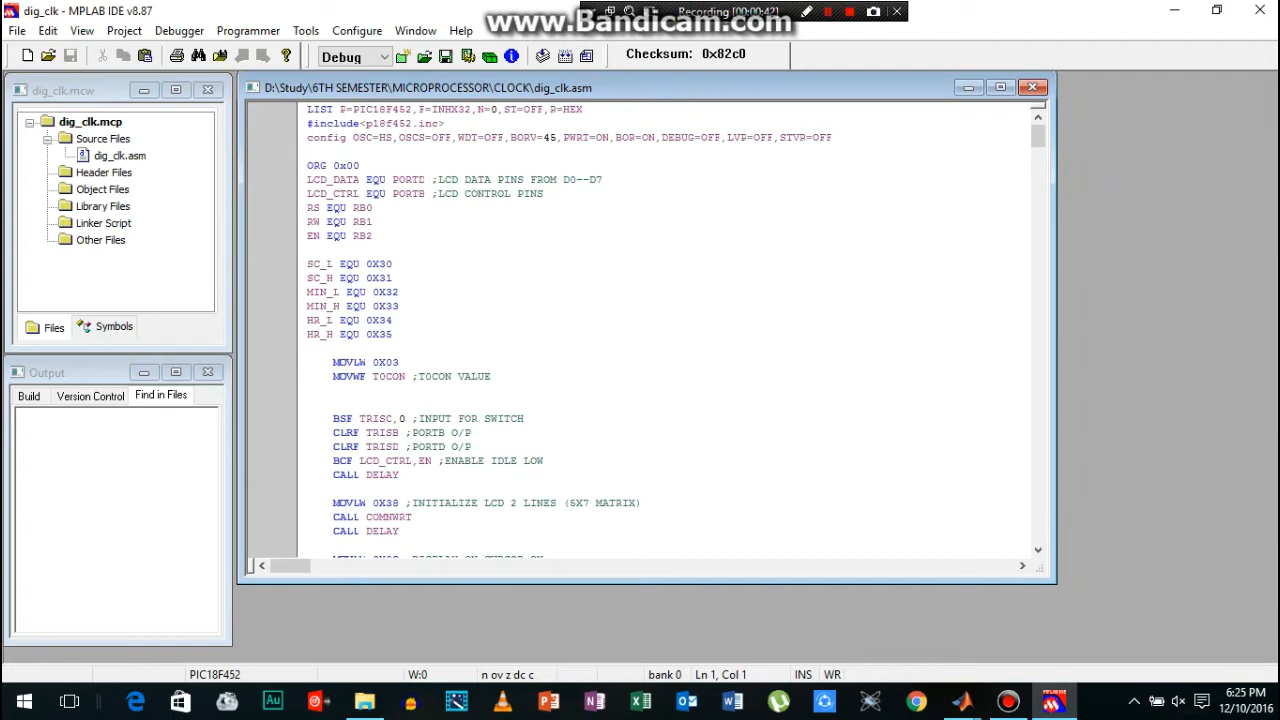 dig_clk - MPLAB IDE v8.87
www.Bandicam.com
Recording [00:00:42]
File Edit View Project Debugger Programmer Tools Configure Window Help
Debug
Checksum: 0x82c0
dig_clk.mcw
dig_clk.mcp
Source Files
dig_clk.asm
Header Files
Object Files
Library Files
Linker Script
Other Files
Files Symbols
Output
Build Version Control Find in Files
D:\Study\6TH SEMESTER\MICROPROCESSOR\CLOCK\dig_clk.asm
LIST P=PIC18F452,F=INHX32,N=0,ST=OFF,R=HEX
#include<p18f452.inc>
config OSC=HS,OSCS=OFF,WDT=OFF,BORV=45,PWRT=ON,BOR=ON,DEBUG=OFF,LVP=OFF,STVR=OFF
ORG 0x00
LCD_DATA EQU PORTD ;LCD DATA PINS FROM D0--D7
LCD_CTRL EQU PORTB ;LCD CONTROL PINS
RS EQU RB0
RW EQU RB1
EN EQU RB2
SC_L EQU 0X30
SC_H EQU 0X31
MIN_L EQU 0X32
MIN_H EQU 0X33
HR_L EQU 0X34
HR_H EQU 0X35
MOVLW 0X03
MOVWF T0CON ;T0CON VALUE
BSF TRISC,0 ;INPUT FOR SWITCH
CLRF TRISB ;PORTB O/P
CLRF TRISD ;PORTD O/P
BCF LCD_CTRL,EN ;ENABLE IDLE LOW
CALL DELAY
MOVLW 0X38 ;INITIALIZE LCD 2 LINES (5X7 MATRIX)
CALL COMNWRT
CALL DELAY
PIC18F452 W:0 n ov z dc c bank 0 Ln 1, Col 1 INS WR
6:25 PM
12/10/2016